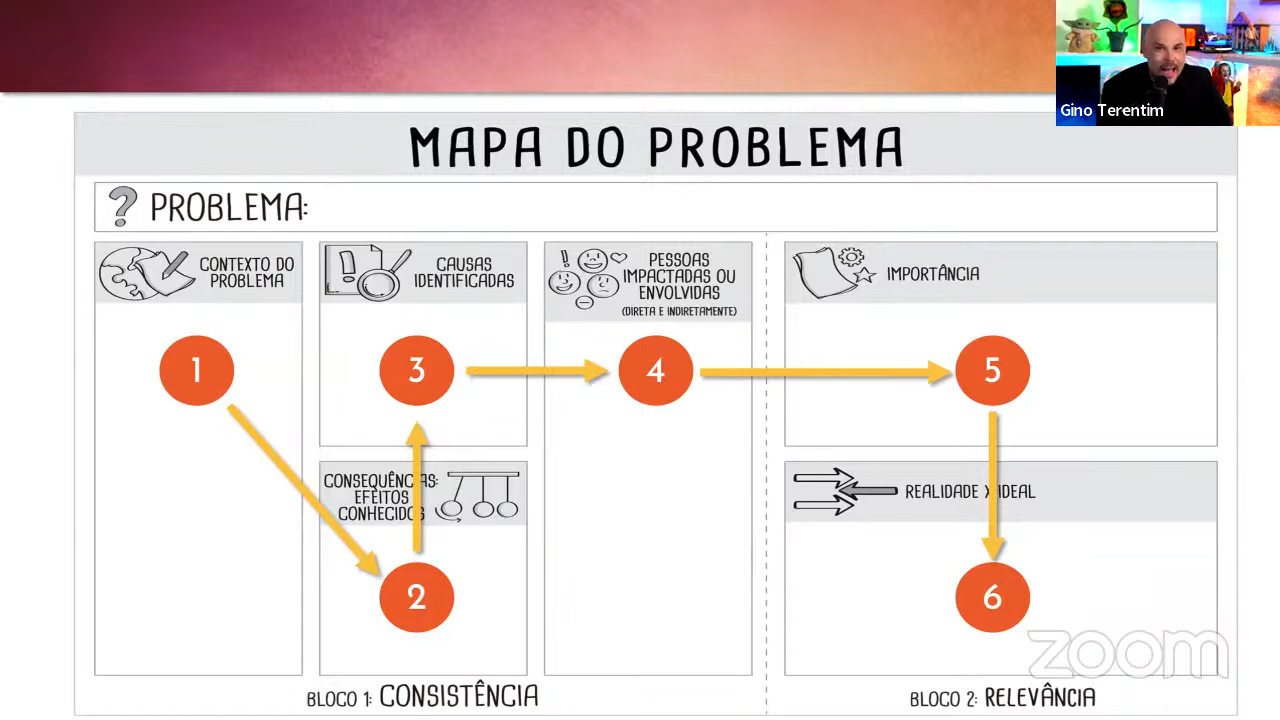 Gino Terentim
MAPA DO PROBLEMA
? PROBLEMA:
CONTEXTO DO
PROBLEMA
CAUSAS
IDENTIFICADAS
PESSOAS
IMPACTADAS OU
ENVOLVIDAS
(DIRETA E INDIRETAMENTE)
IMPORTÂNCIA
1
3
4
5
CONSEQUÊNCIAS:
EFEITOS
CONHECIDOS
REALIDADE X IDEAL
2
6
zoom
BLOCO 1: CONSISTÊNCIA
BLOCO 2: RELEVÂNCIA